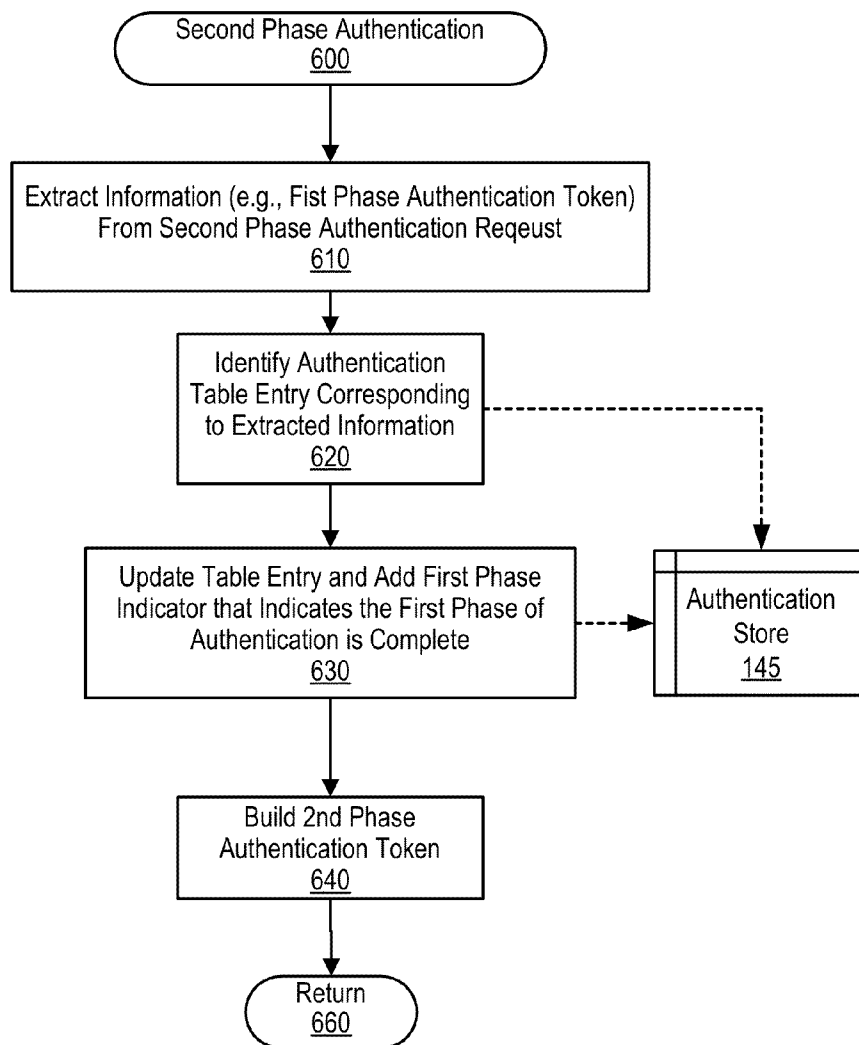 Second Phase Authentication
600
Extract Information (e.g., Fist Phase Authentication Token)
From Second Phase Authentication Reqeust
610
Identify Authentication
Table Entry Corresponding
to Extracted Information
620
Update Table Entry and Add First Phase
Indicator that Indicates the First Phase of
Authentication is Complete
630
Authentication
Store
145
Build 2nd Phase
Authentication Token
640
Return
660